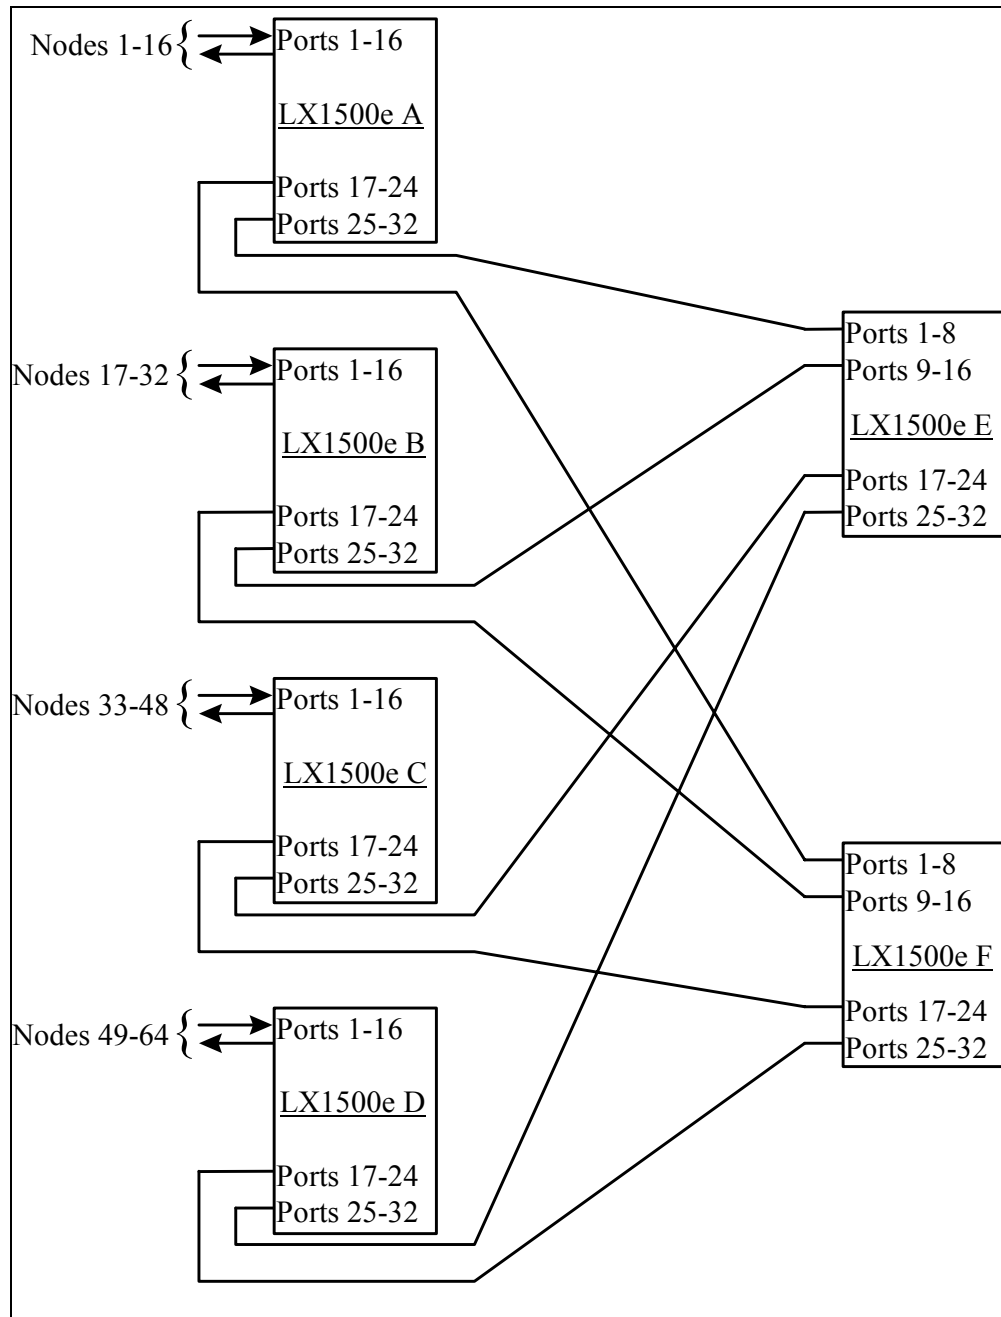 Nodes 1-16
Ports 1-16
LX1500e A
Ports 17-24
Ports 25-32
Nodes 17-32
Ports 1-16
LX1500e B
Ports 17-24
Ports 25-32
Nodes 33-48
Ports 1-16
LX1500e C
Ports 17-24
Ports 25-32
Nodes 49-64
Ports 1-16
LX1500e D
Ports 17-24
Ports 25-32
Ports 1-8
Ports 9-16
LX1500e E
Ports 17-24
Ports 25-32
Ports 1-8
Ports 9-16
LX1500e F
Ports 17-24
Ports 25-32